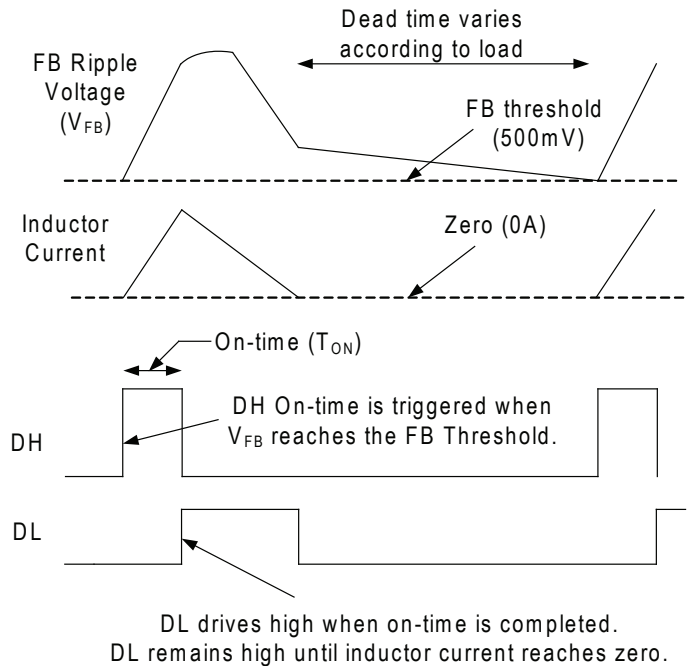 Dead time varies
according to load
FB Ripple
Voltage
(VFB)
FB threshold
(500mV)
Inductor
Current
Zero (0A)
On-time (TON)
DH On-time is triggered when
VFB reaches the FB Threshold.
DH
DL
DL drives high when on-time is completed.
DL remains high until inductor current reaches zero.